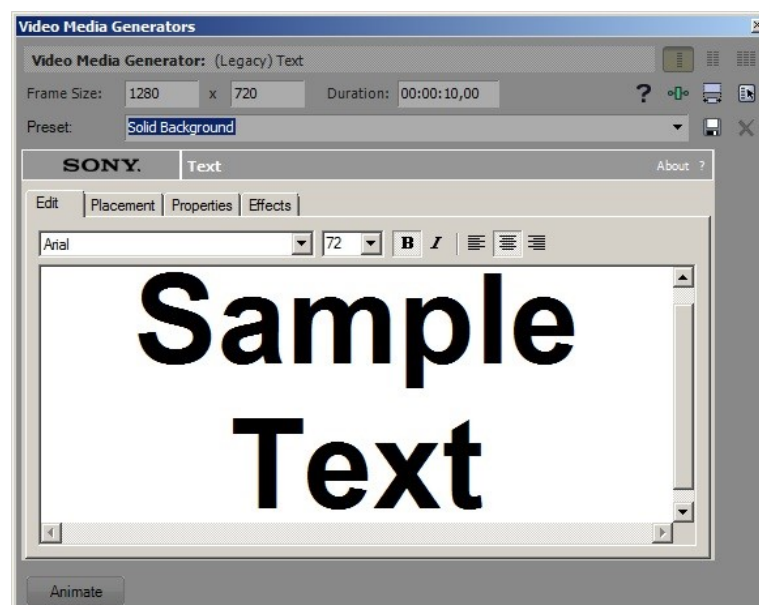 Video Media Generators
Video Media Generator: (Legacy) Text
Frame Size: 1280 x 720 Duration: 00:00:10,00 ?
Preset: Solid Background
SONY. Text About ?
Edit Placement Properties Effects
Arial 72 B I
Sample
Text
Animate